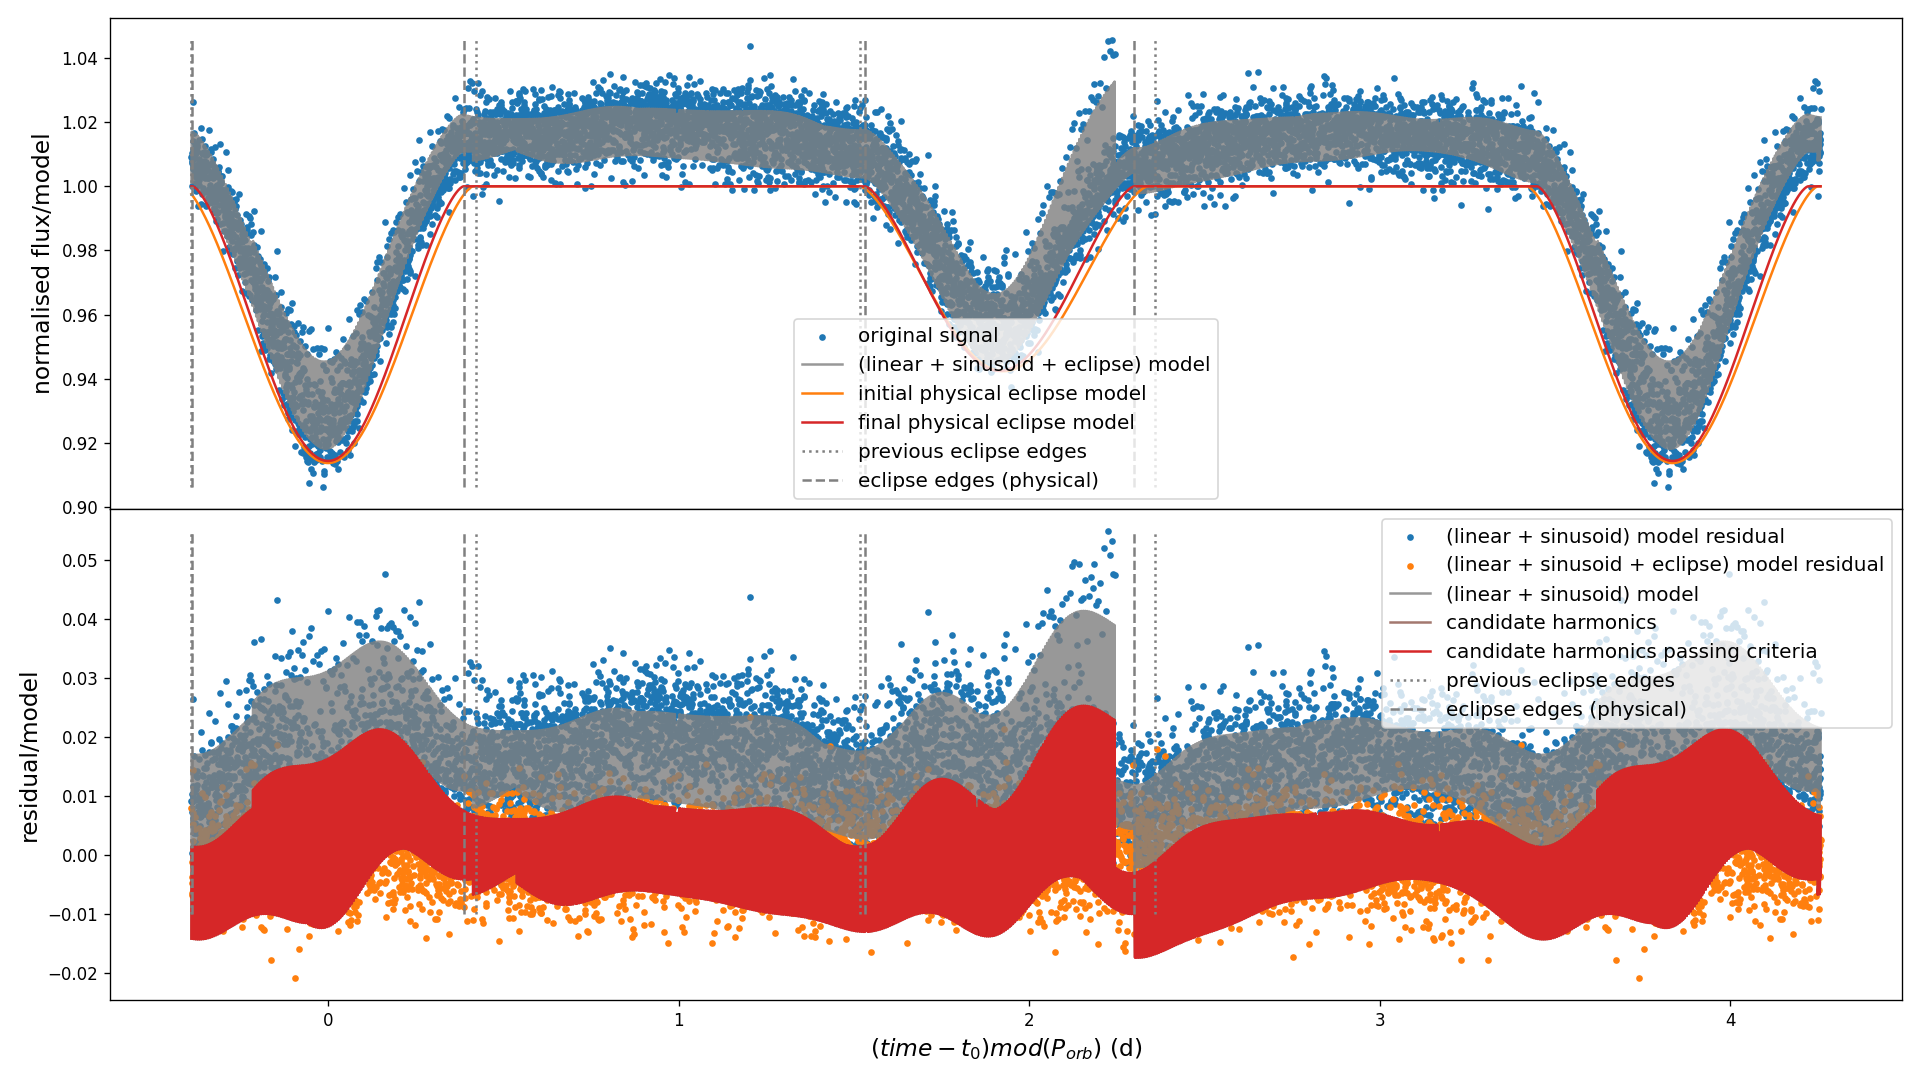 normalised flux/model
1.04
1.02
1.00
0.98
0.96
0.94
0.92
0.90
original signal
(linear + sinusoid + eclipse) model
initial physical eclipse model
final physical eclipse model
previous eclipse edges
eclipse edges (physical)
residual/model
0.05
0.04
0.03
0.02
0.01
0.00
−0.01
−0.02
(linear + sinusoid) model residual
(linear + sinusoid + eclipse) model residual
(linear + sinusoid) model
candidate harmonics
candidate harmonics passing criteria
previous eclipse edges
eclipse edges (physical)
0 1 2 3 4
(time − t₀)mod(P_orb) (d)